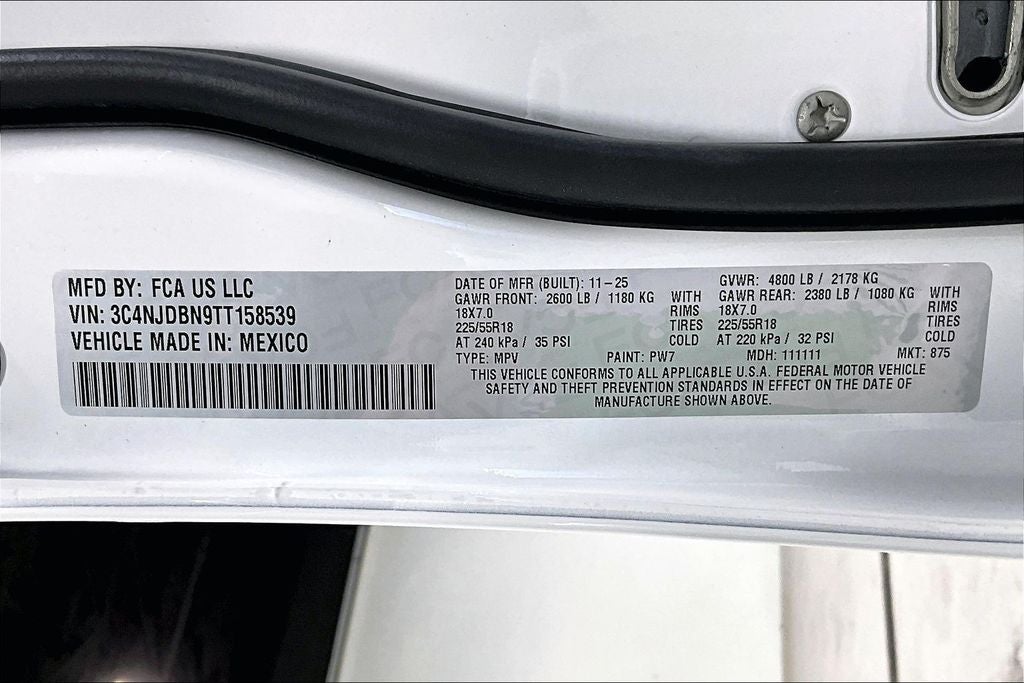 MFD BY: FCA US LLC
VIN: 3C4NJDBN9TT158539
VEHICLE MADE IN: MEXICO
DATE OF MFR (BUILT): 11-25
GAWR FRONT: 2600 LB / 1180 KG WITH
18X7.0 RIMS
225/55R18 TIRES
AT 240 kPa / 35 PSI COLD
GVWR: 4800 LB / 2178 KG
GAWR REAR: 2380 LB / 1080 KG WITH
18X7.0 RIMS
225/55R18 TIRES
AT 220 kPa / 32 PSI COLD
TYPE: MPV PAINT: PW7 MDH: 111111 MKT: 875
THIS VEHICLE CONFORMS TO ALL APPLICABLE U.S.A. FEDERAL MOTOR VEHICLE
SAFETY AND THEFT PREVENTION STANDARDS IN EFFECT ON THE DATE OF
MANUFACTURE SHOWN ABOVE.